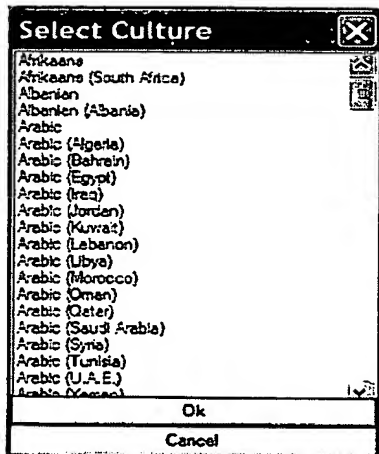 Select Culture
Afrikaans
Afrikaans (South Africa)
Albanian
Albanian (Albania)
Arabic
Arabic (Algeria)
Arabic (Bahrain)
Arabic (Egypt)
Arabic (Iraq)
Arabic (Jordan)
Arabic (Kuwait)
Arabic (Lebanon)
Arabic (Libya)
Arabic (Morocco)
Arabic (Oman)
Arabic (Qatar)
Arabic (Saudi Arabia)
Arabic (Syria)
Arabic (Tunisia)
Arabic (U.A.E.)
Arabic (Yemen)
Ok
Cancel